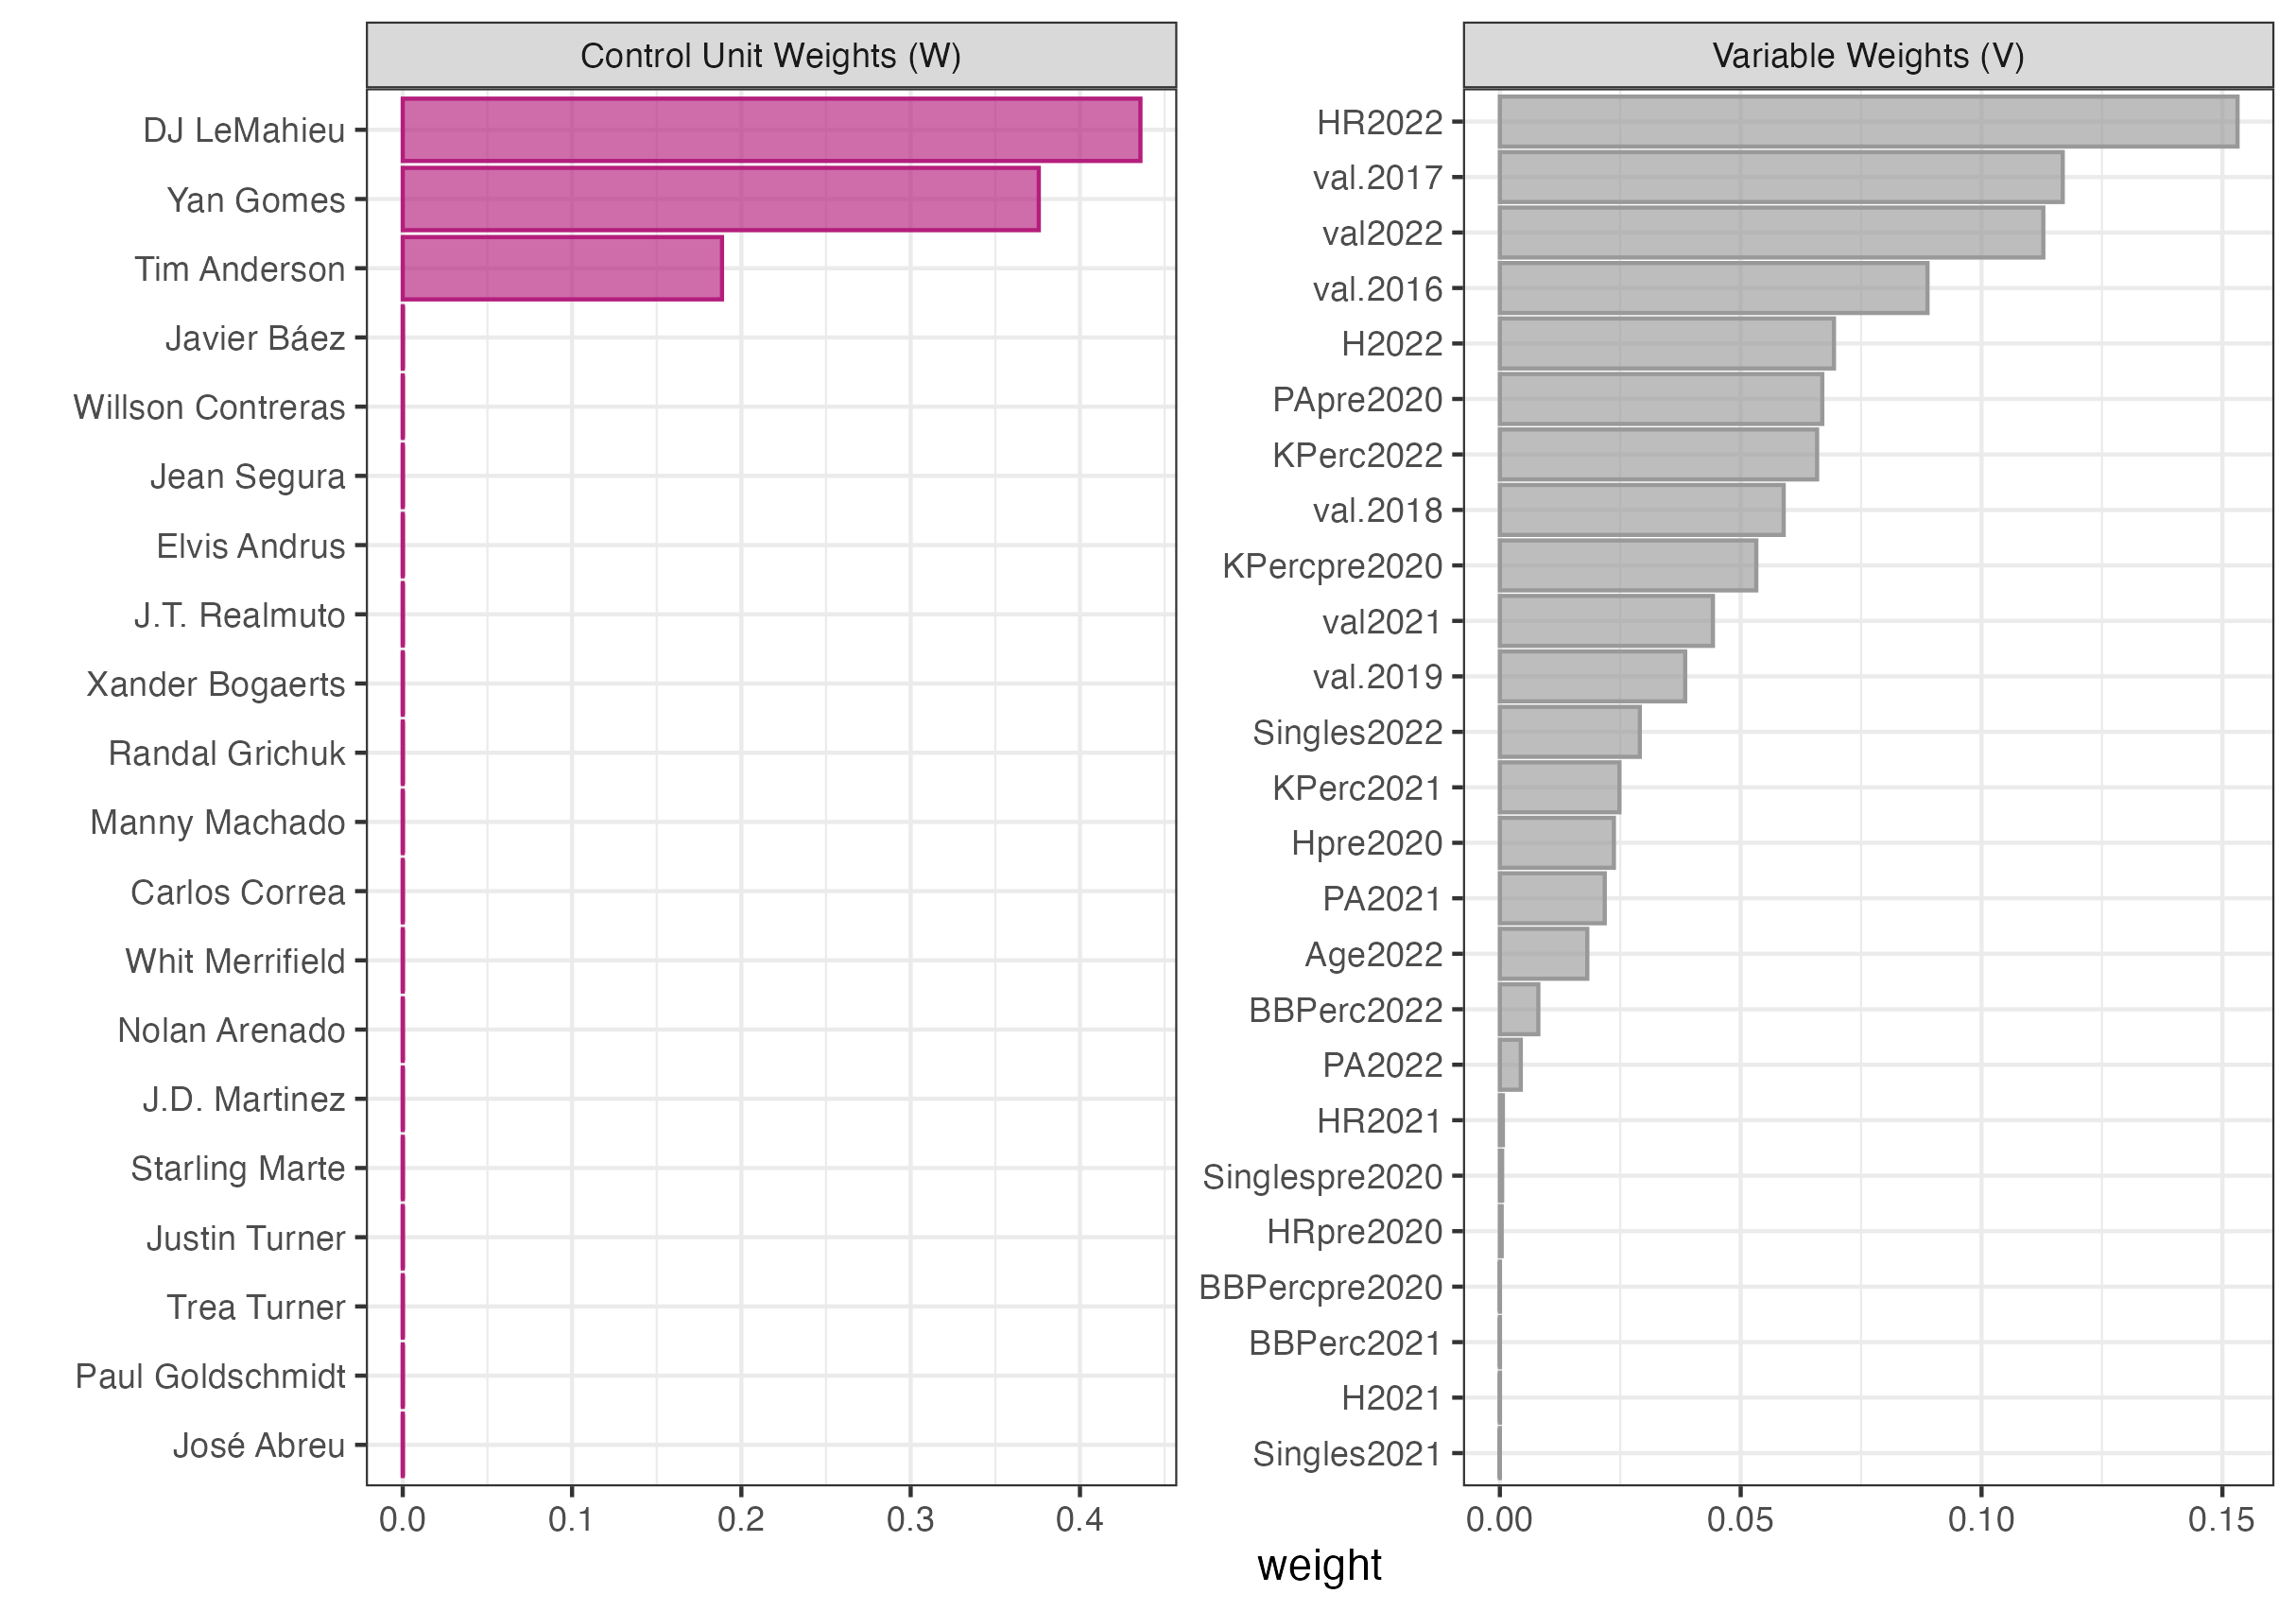 Control Unit Weights (W)
DJ LeMahieu
Yan Gomes
Tim Anderson
Javier Báez
Willson Contreras
Jean Segura
Elvis Andrus
J.T. Realmuto
Xander Bogaerts
Randal Grichuk
Manny Machado
Carlos Correa
Whit Merrifield
Nolan Arenado
J.D. Martinez
Starling Marte
Justin Turner
Trea Turner
Paul Goldschmidt
José Abreu
0.0 0.1 0.2 0.3 0.4
Variable Weights (V)
HR2022
val.2017
val2022
val.2016
H2022
PApre2020
KPerc2022
val.2018
KPercpre2020
val2021
val.2019
Singles2022
KPerc2021
Hpre2020
PA2021
Age2022
BBPerc2022
PA2022
HR2021
Singlespre2020
HRpre2020
BBPercpre2020
BBPerc2021
H2021
Singles2021
0.00 0.05 0.10 0.15
weight